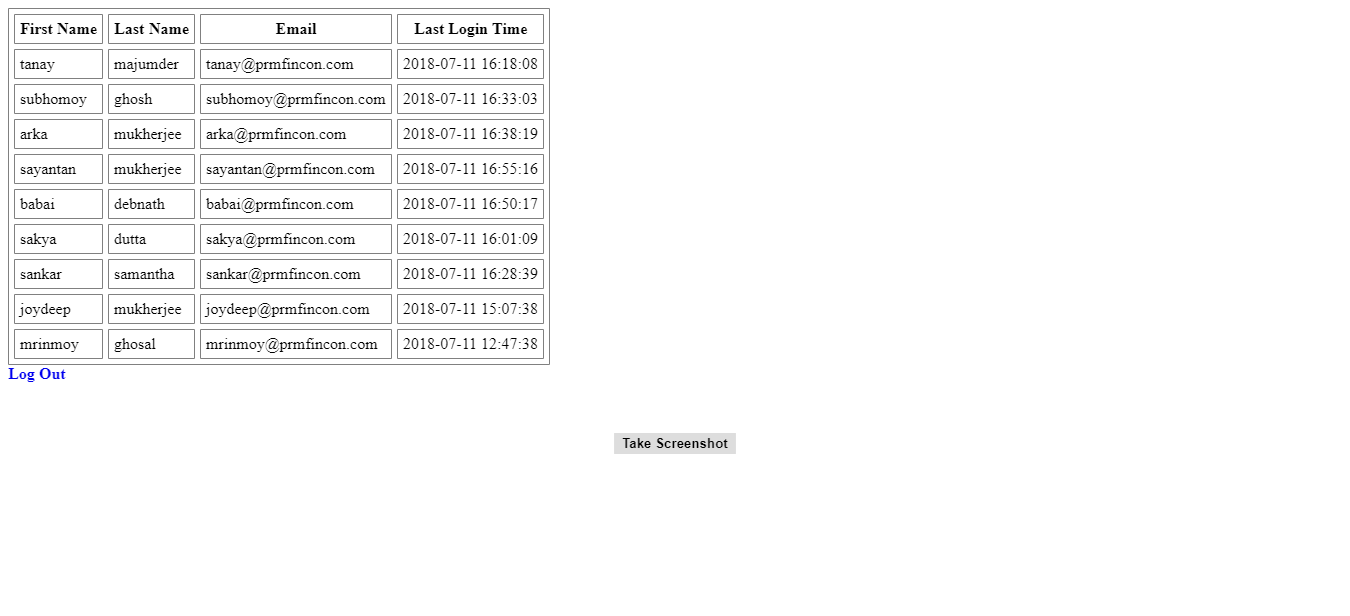 First Name Last Name Email Last Login Time
tanay majumder tanay@prmfincon.com 2018-07-11 16:18:08
subhomoy ghosh subhomoy@prmfincon.com 2018-07-11 16:33:03
arka mukherjee arka@prmfincon.com 2018-07-11 16:38:19
sayantan mukherjee sayantan@prmfincon.com 2018-07-11 16:55:16
babai debnath babai@prmfincon.com 2018-07-11 16:50:17
sakya dutta sakya@prmfincon.com 2018-07-11 16:01:09
sankar samantha sankar@prmfincon.com 2018-07-11 16:28:39
joydeep mukherjee joydeep@prmfincon.com 2018-07-11 15:07:38
mrinmoy ghosal mrinmoy@prmfincon.com 2018-07-11 12:47:38
Log Out
Take Screenshot